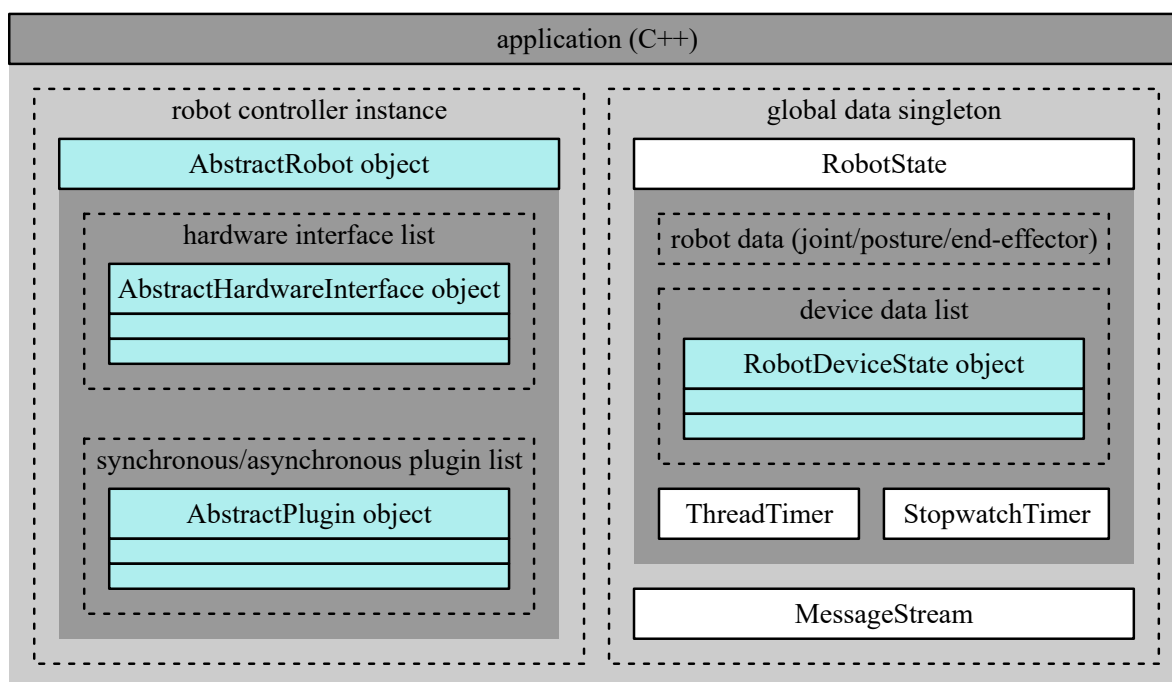 application (C++)
robot controller instance
AbstractRobot object
hardware interface list
AbstractHardwareInterface object
synchronous/asynchronous plugin list
AbstractPlugin object
global data singleton
RobotState
robot data (joint/posture/end-effector)
device data list
RobotDeviceState object
ThreadTimer
StopwatchTimer
MessageStream